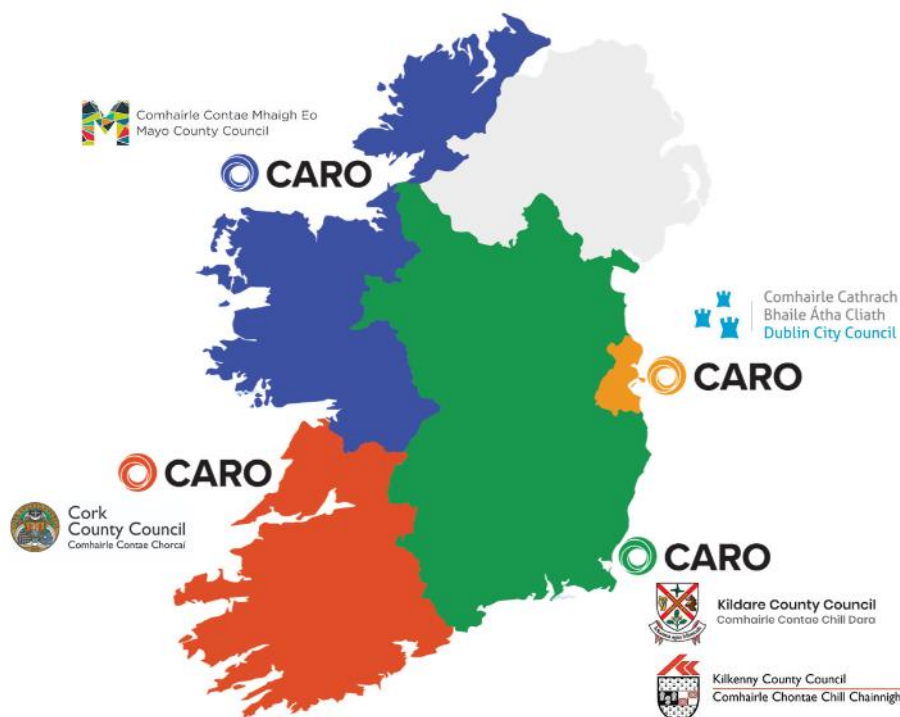 Comhairle Contae Mhaigh Eo
Mayo County Council
CARO
Comhairle Cathrach
Bhaile Átha Cliath
Dublin City Council
CARO
CARO
Cork
County Council
Comhairle Contae Chorcaí
CARO
Kildare County Council
Comhairle Contae Chill Dara
Kilkenny County Council
Comhairle Chontae Chill Chainnigh